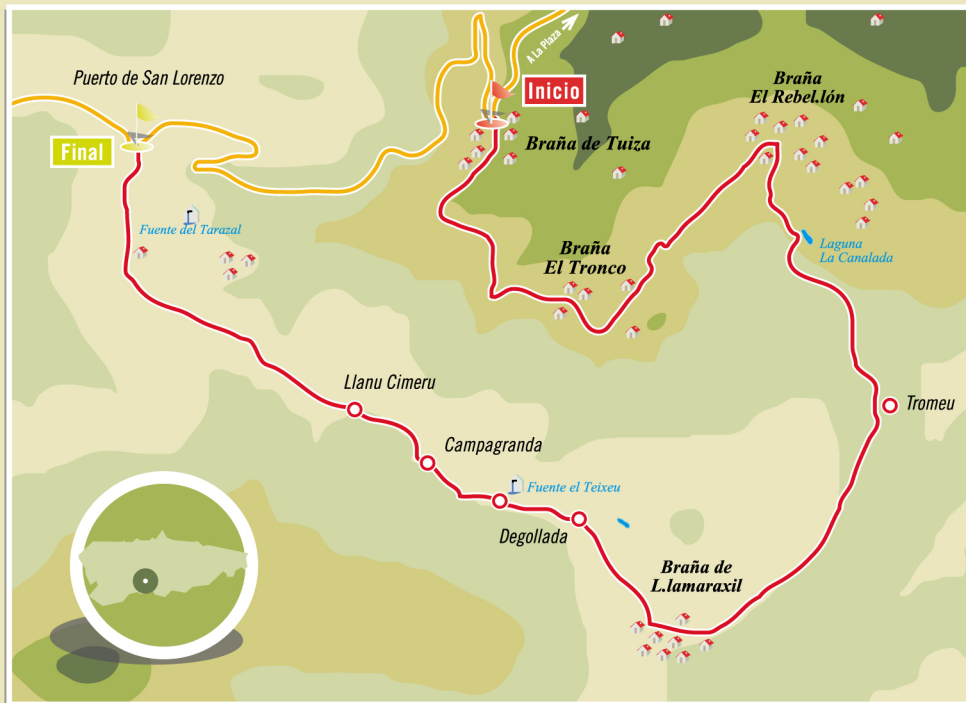 A La Plaza
Puerto de San Lorenzo
Inicio
Braña
El Rebel.lón
Final
Braña de Tuiza
Fuente del Tarazal
Braña
El Tronco
Laguna
La Canalada
Llanu Cimeru
Tromeu
Campagranda
Fuente el Teixeu
Degollada
Braña de
L.lamaraxil